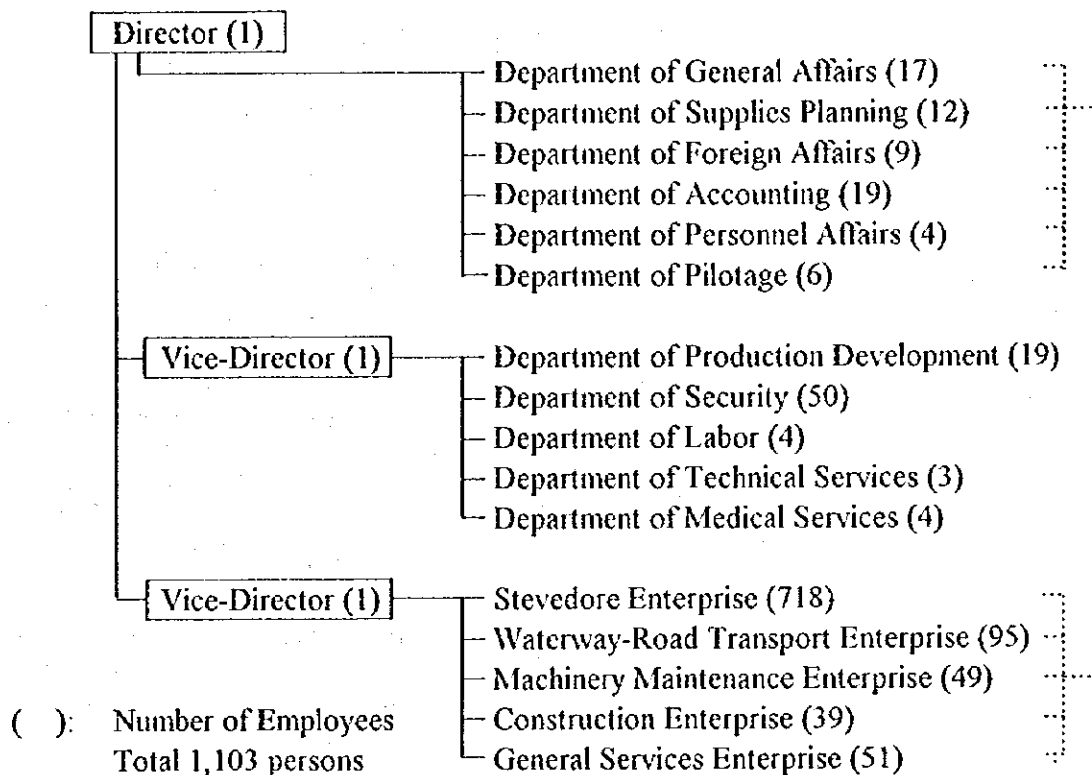 Director (1)
Department of General Affairs (17)
Department of Supplies Planning (12)
Department of Foreign Affairs (9)
Department of Accounting (19)
Department of Personnel Affairs (4)
Department of Pilotage (6)
Vice-Director (1)
Department of Production Development (19)
Department of Security (50)
Department of Labor (4)
Department of Technical Services (3)
Department of Medical Services (4)
Vice-Director (1)
Stevedore Enterprise (718)
Waterway-Road Transport Enterprise (95)
Machinery Maintenance Enterprise (49)
Construction Enterprise (39)
General Services Enterprise (51)
( ): Number of Employees
Total 1,103 persons